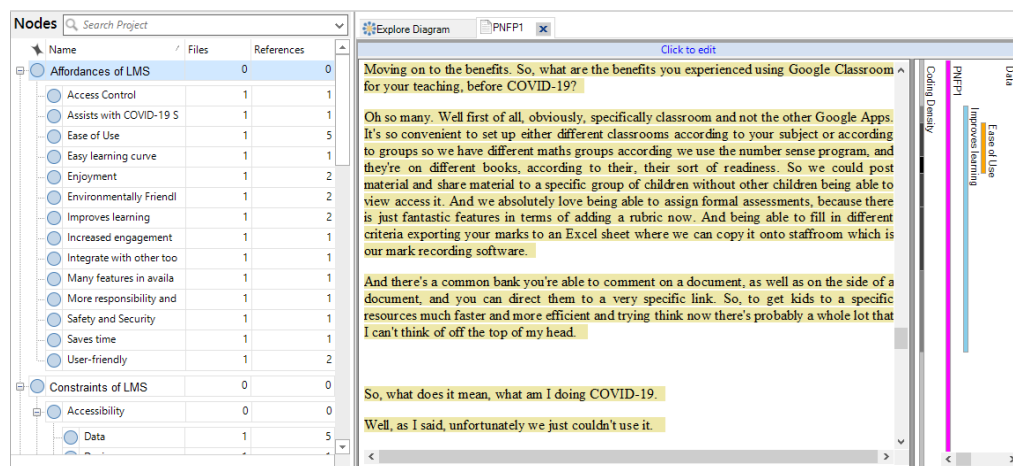 Nodes
Search Project
Explore Diagram
PNFP1
Name Files References
Click to edit
Affordances of LMS 0 0
Access Control 1 1
Assists with COVID-19 S 1 1
Ease of Use 1 5
Easy learning curve 1 1
Enjoyment 1 2
Environmentally Friendl 1 2
Improves learning 1 2
Increased engagement 1 1
Integrate with other too 1 1
Many features in availa 1 1
More responsibility and 1 1
Safety and Security 1 1
Saves time 1 1
User-friendly 1 2
Constraints of LMS 0 0
Accessibility 0 0
Data 1 5
Moving on to the benefits. So, what are the benefits you experienced using Google Classroom
for your teaching, before COVID-19?
Oh so many. Well first of all, obviously, specifically classroom and not the other Google Apps.
It's so convenient to set up either different classrooms according to your subject or according
to groups so we have different maths groups according we use the number sense program, and
they're on different books, according to their, their sort of readiness. So we could post
material and share material to a specific group of children without other children being able to
view access it. And we absolutely love being able to assign formal assessments, because there
is just fantastic features in terms of adding a rubric now. And being able to fill in different
criteria exporting your marks to an Excel sheet where we can copy it onto staffroom which is
our mark recording software.
And there's a common bank you're able to comment on a document, as well as on the side of a
document, and you can direct them to a very specific link. So, to get kids to a specific
resources much faster and more efficient and trying think now there's probably a whole lot that
I can't think of off the top of my head.
So, what does it mean, what am I doing COVID-19.
Well, as I said, unfortunately we just couldn't use it.
Coding Density
PNFP1
Improves learning
Ease of Use
Data